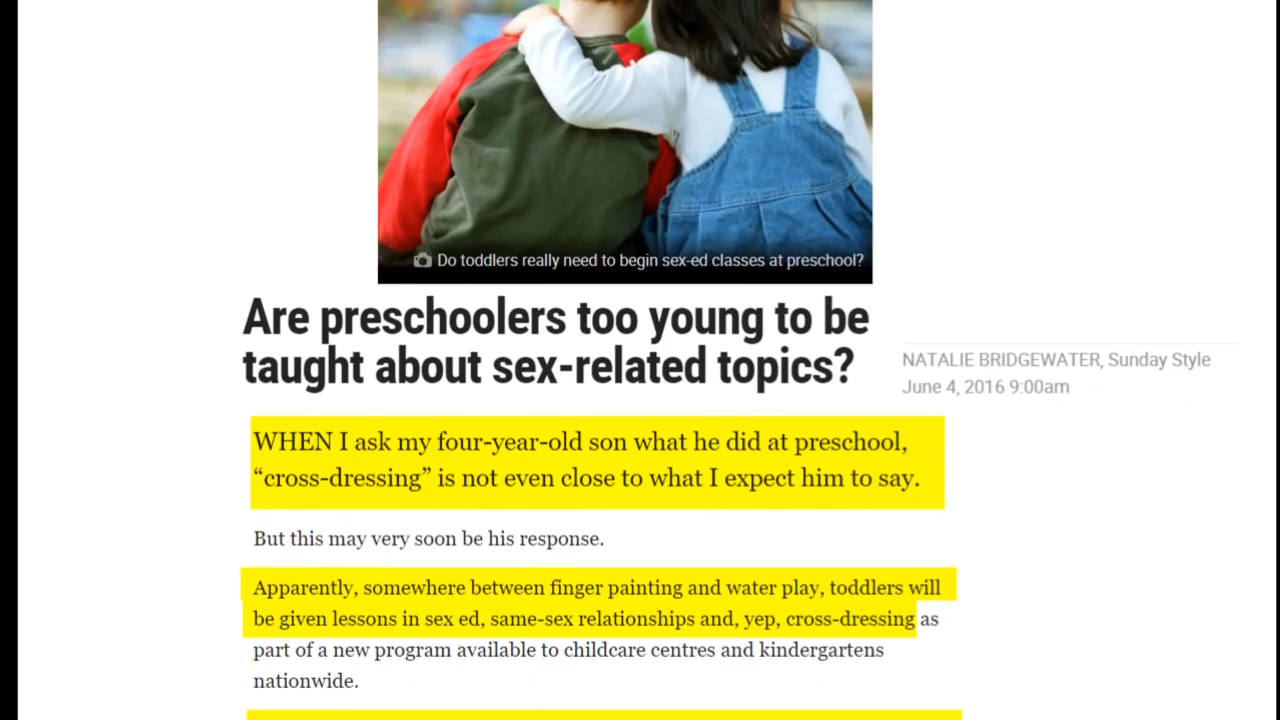 Do toddlers really need to begin sex-ed classes at preschool?
Are preschoolers too young to be
taught about sex-related topics?
NATALIE BRIDGEWATER, Sunday Style
June 4, 2016 9:00am
WHEN I ask my four-year-old son what he did at preschool,
“cross-dressing” is not even close to what I expect him to say.
But this may very soon be his response.
Apparently, somewhere between finger painting and water play, toddlers will
be given lessons in sex ed, same-sex relationships and, yep, cross-dressing as
part of a new program available to childcare centres and kindergartens
nationwide.